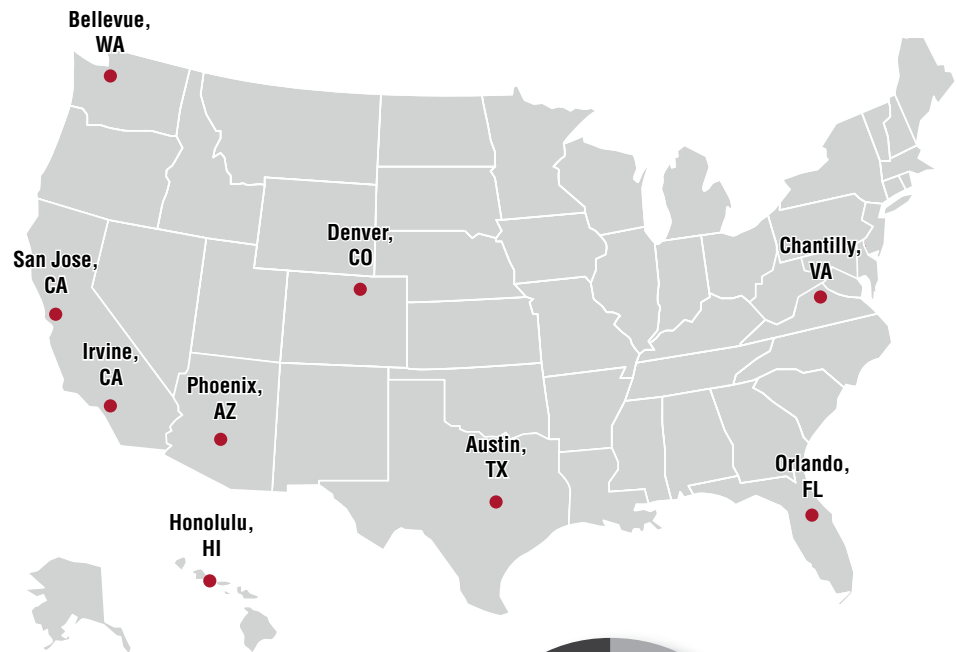 Bellevue,
WA
Denver,
CO
Chantilly,
VA
San Jose,
CA
Irvine,
CA
Phoenix,
AZ
Austin,
TX
Orlando,
FL
Honolulu,
HI